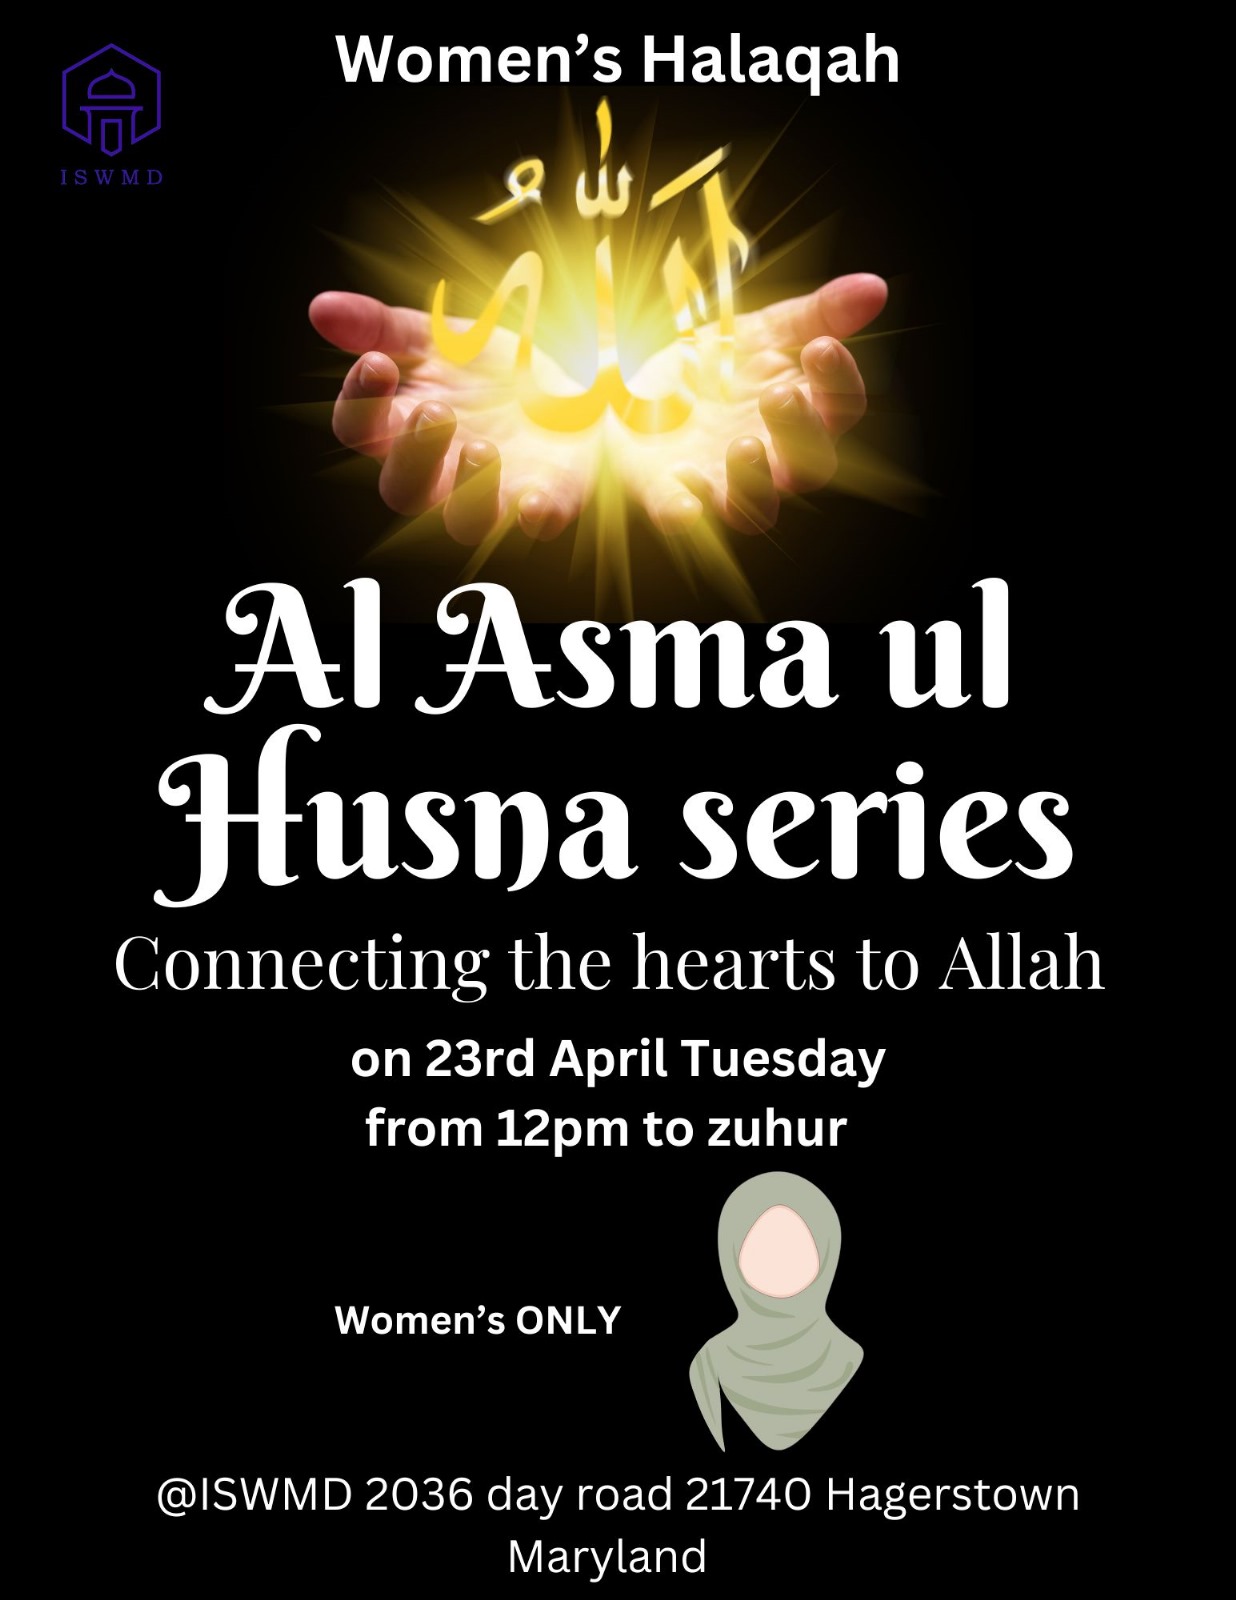 Women’s Halaqah
ISWMD
اَللّٰهُ
Al Asma ul
Husna series
Connecting the hearts to Allah
on 23rd April Tuesday
from 12pm to zuhur
Women’s ONLY
@ISWMD 2036 day road 21740 Hagerstown
Maryland